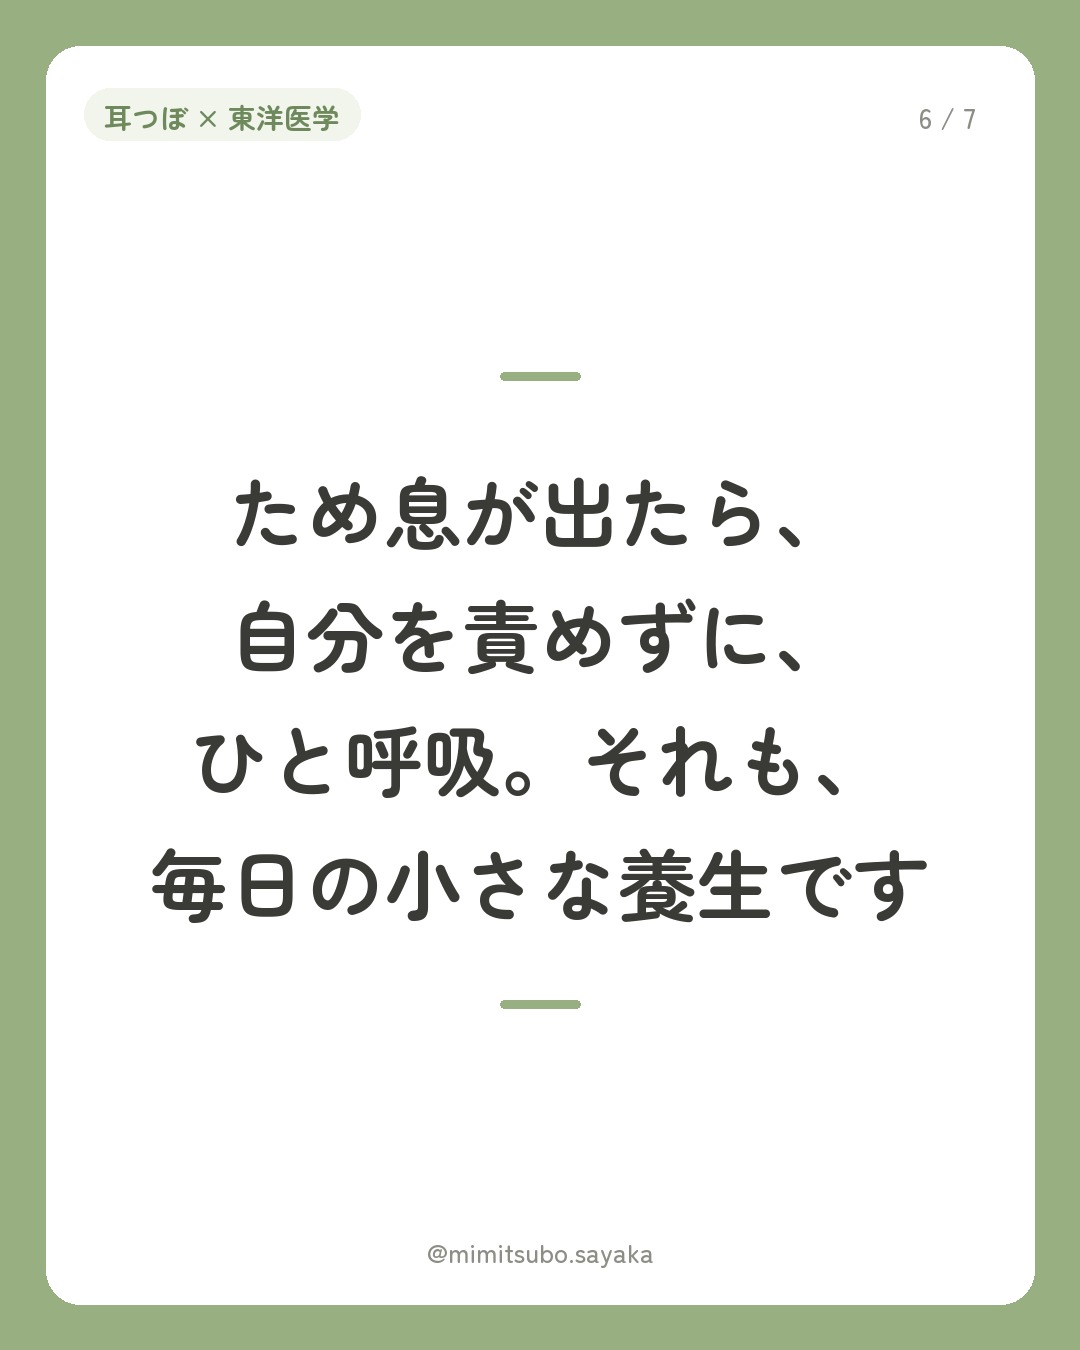 耳つぼ × 東洋医学
6 / 7
ため息が出たら、
自分を責めずに、
ひと呼吸。それも、
毎日の小さな養生です
@mimitsubo.sayaka